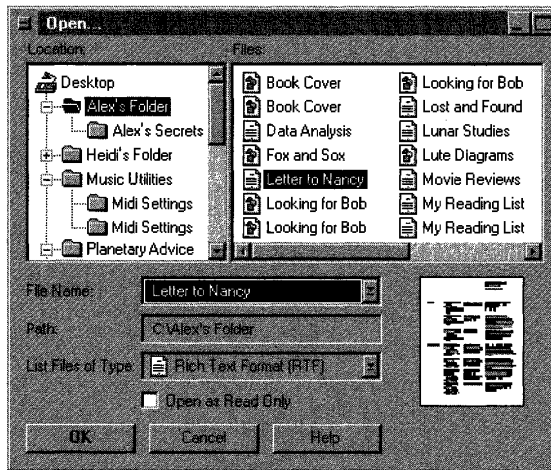 Open...
Location:
Files:
Desktop
Alex's Folder
Alex's Secrets
Heidi's Folder
Music Utilities
Midi Settings
Midi Settings
Planetary Advice
Book Cover
Book Cover
Data Analysis
Fox and Sox
Letter to Nancy
Looking for Bob
Looking for Bob
Looking for Bob
Lost and Found
Lunar Studies
Lute Diagrams
Movie Reviews
My Reading List
My Reading List
File Name:
Letter to Nancy
Path:
C:\Alex's Folder
List Files of Type:
Rich Text Format (RTF)
Open as Read Only
OK
Cancel
Help